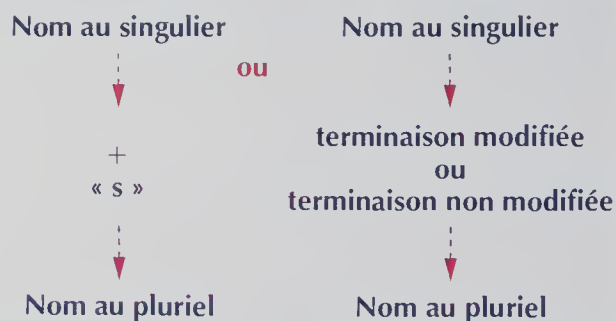 Nom au singulier
ou
Nom au singulier
+
« s »
terminaison modifiée
ou
terminaison non modifiée
Nom au pluriel
Nom au pluriel